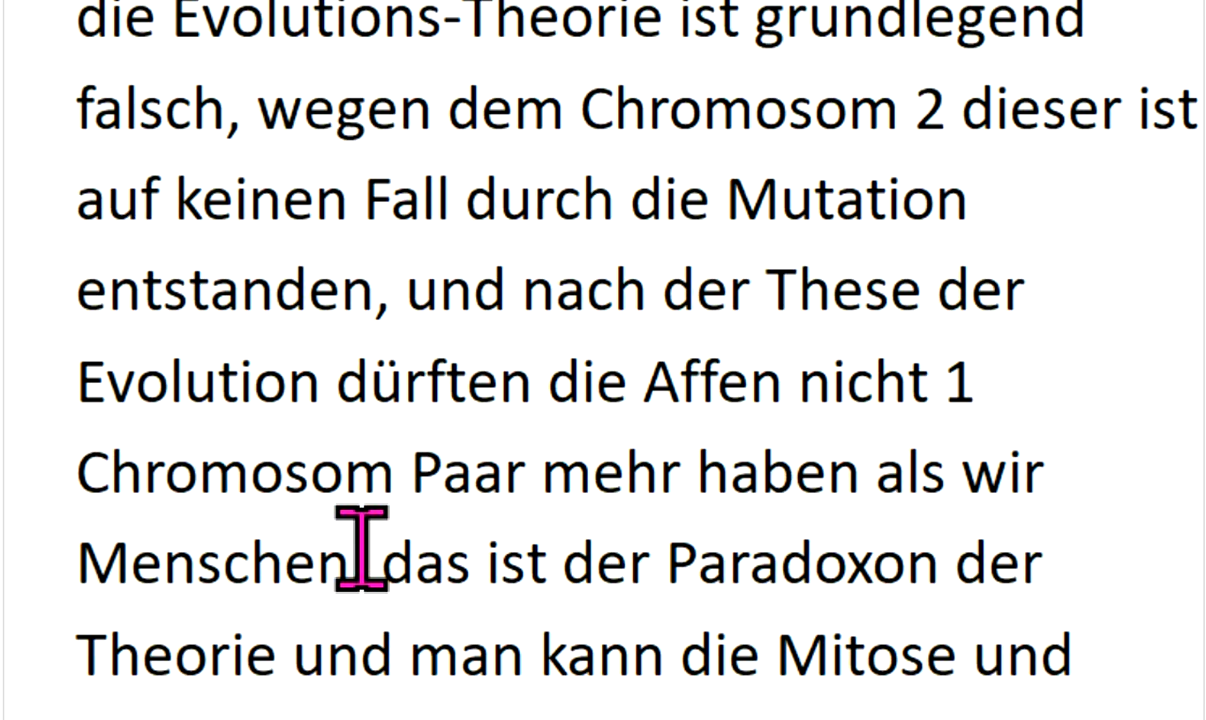 die Evolutions-Theorie ist grundlegend
falsch, wegen dem Chromosom 2 dieser ist
auf keinen Fall durch die Mutation
entstanden, und nach der These der
Evolution dürften die Affen nicht 1
Chromosom Paar mehr haben als wir
Menschen das ist der Paradoxon der
Theorie und man kann die Mitose und